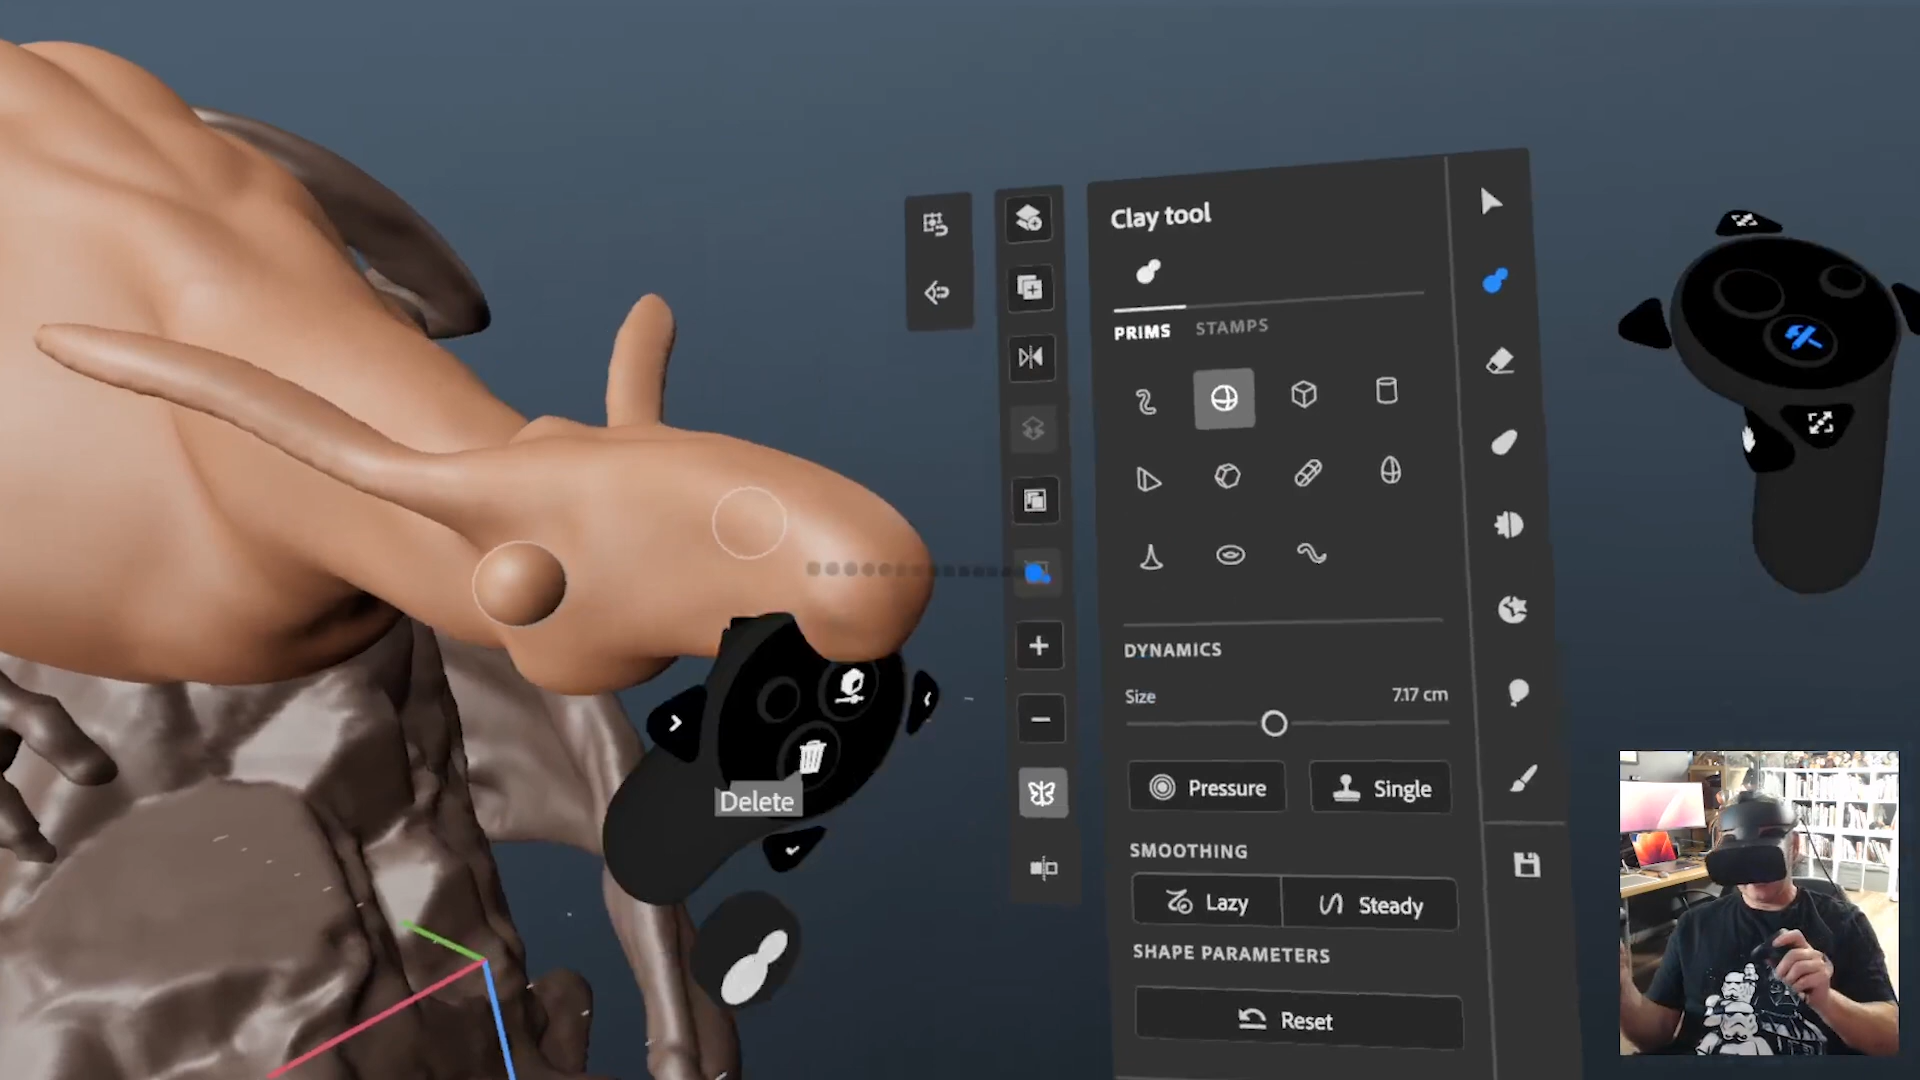 Clay tool
PRIMS STAMPS
DYNAMICS
Size 7.17 cm
Pressure Single
SMOOTHING
Lazy Steady
SHAPE PARAMETERS
Reset
Delete